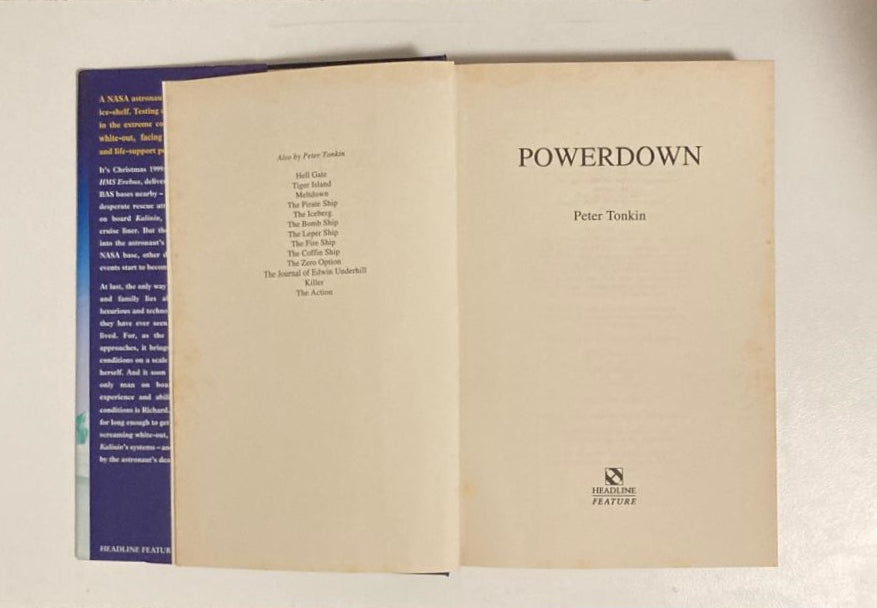 A NASA astronau
ice-shelf. Testing
in the extreme co
white-out, facing
and life-support p
It's Christmas 1999
HMS Erebus, delive
BAS bases nearby –
desperate rescue att
on board Kalinin,
cruise liner. But th
into the astronaut's
NASA base, other d
events start to becom
At last, the only way
and family lies a
luxurious and techno
they have ever seen
lived. For, as the
approaches, it brings
conditions on a scale
herself. And it soon
only man on boa
experience and abili
conditions is Richard
for long enough to get
screaming white-out,
Kalinin's systems – an
by the astronaut's dea
HEADLINE FEATUR
Also by Peter Tonkin
Hell Gate
Tiger Island
Meltdown
The Pirate Ship
The Iceberg
The Bomb Ship
The Leper Ship
The Fire Ship
The Coffin Ship
The Zero Option
The Journal of Edwin Underhill
Killer
The Action
POWERDOWN
Peter Tonkin
HEADLINE
FEATURE